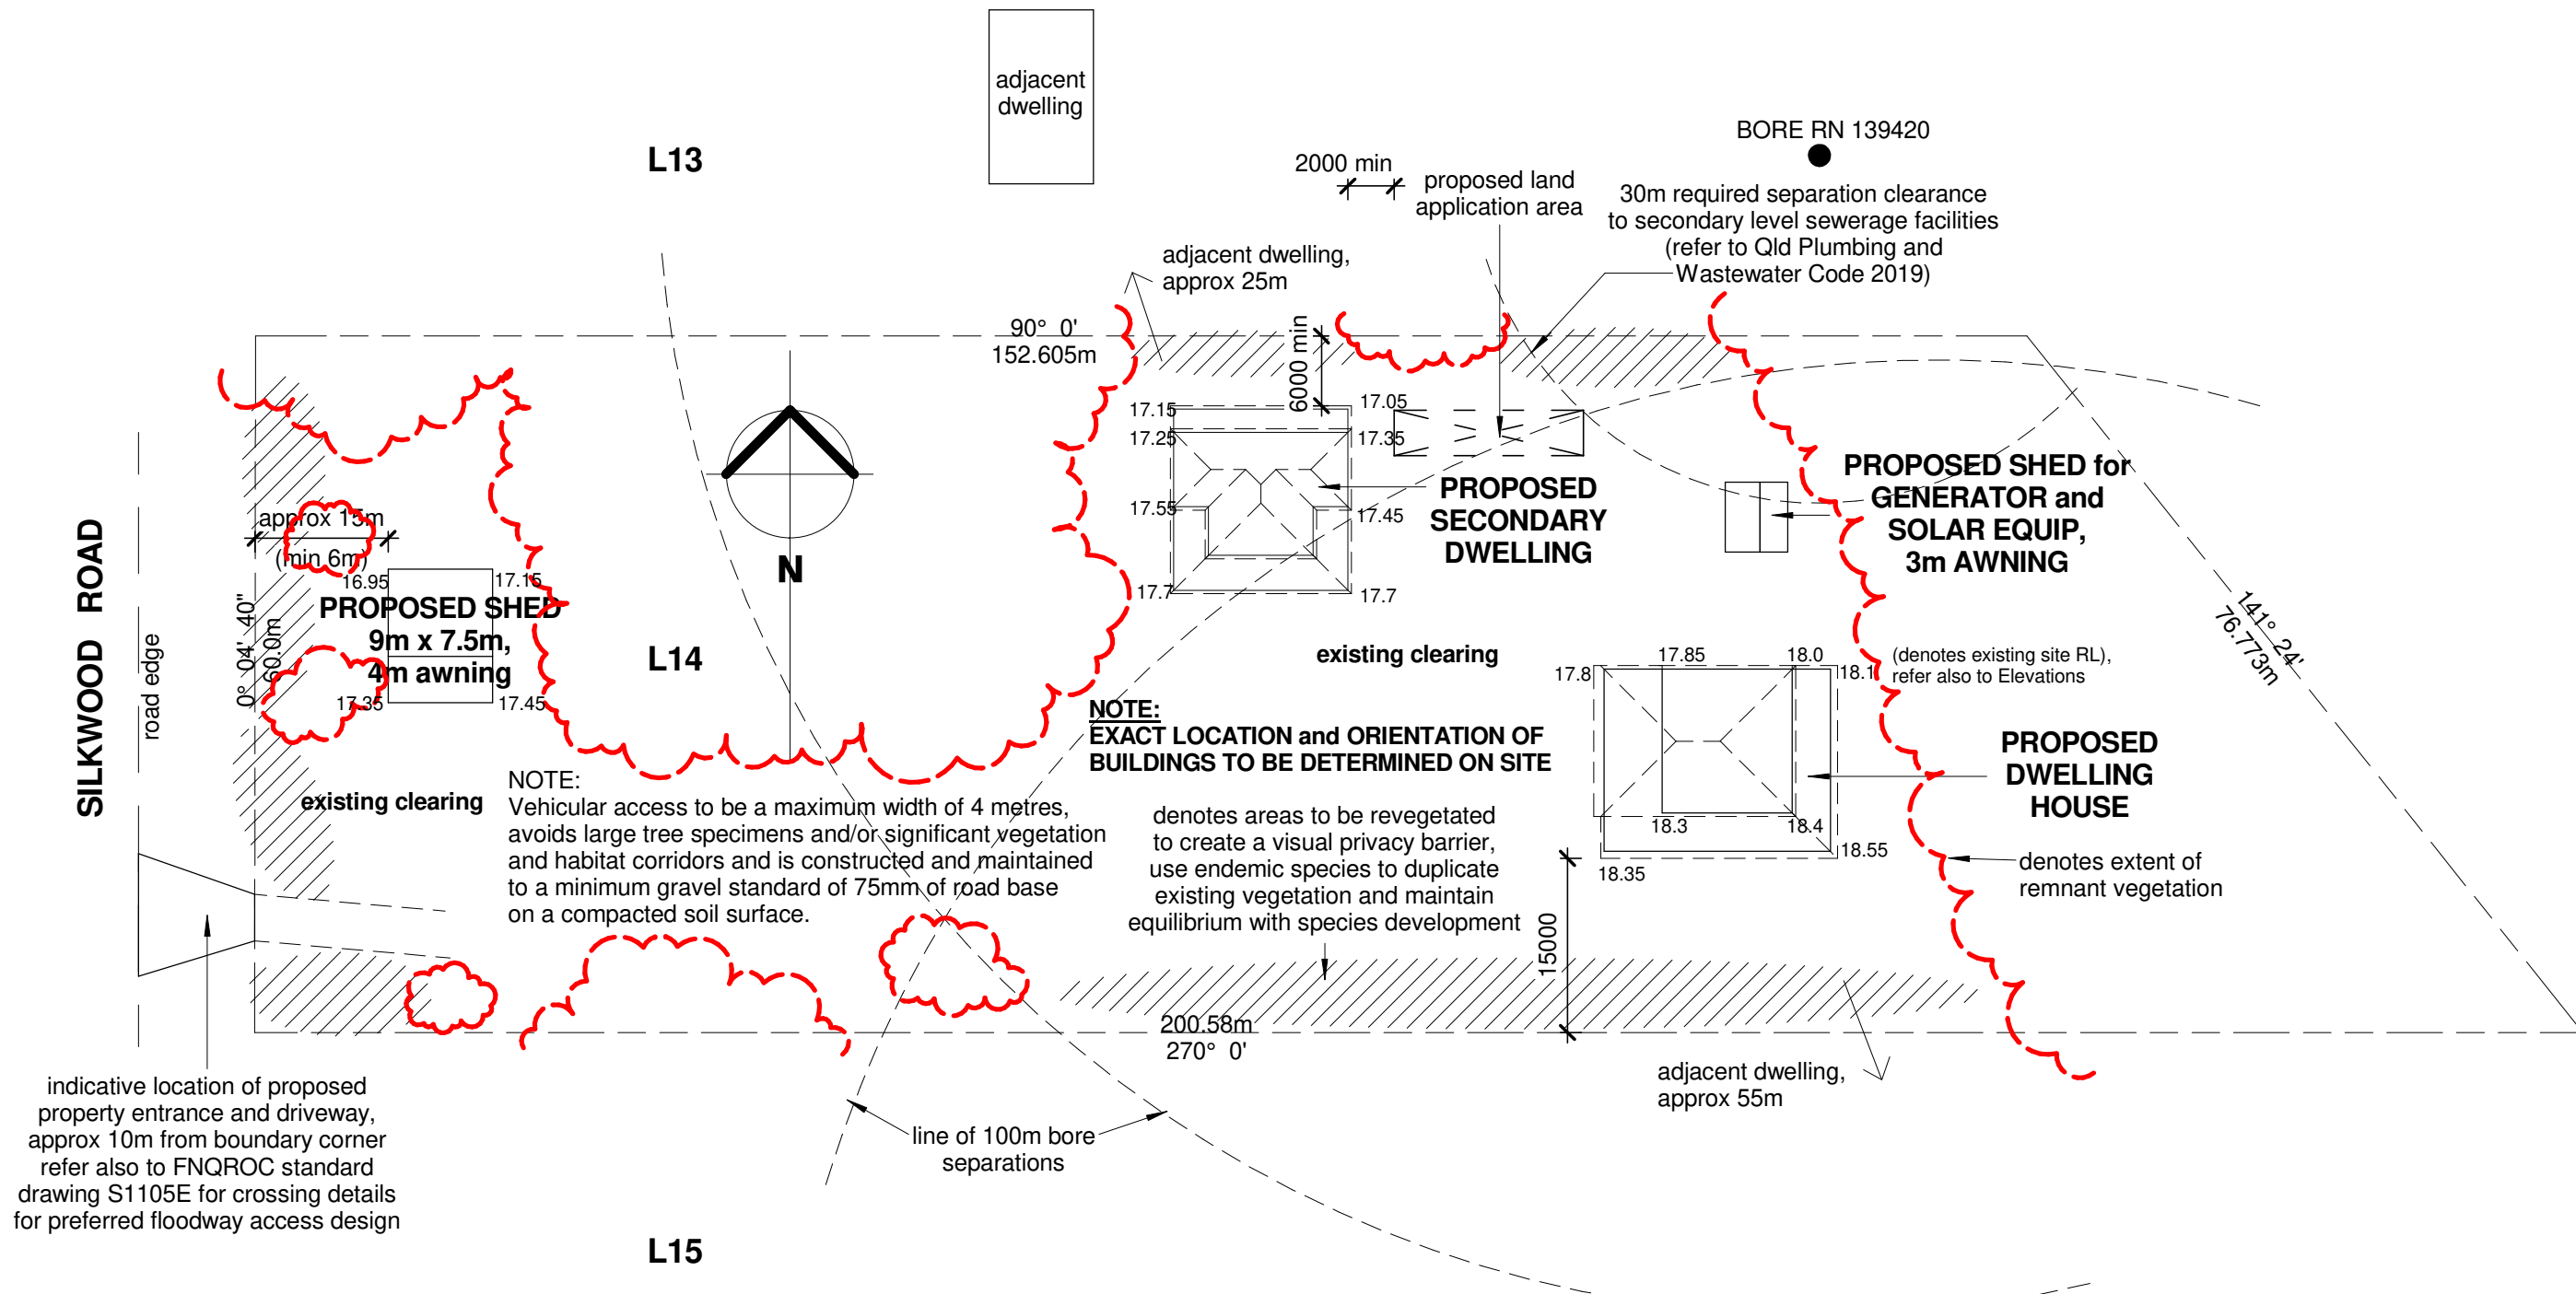 adjacent
dwelling
L13
BORE RN 139420
2000 min
proposed land
application area
30m required separation clearance
to secondary level sewerage facilities
(refer to Qld Plumbing and
Wastewater Code 2019)
adjacent dwelling,
approx 25m
90° 0'
152.605m
6000 min
17.15
17.05
17.25
17.35
17.55
17.45
17.7
17.7
PROPOSED
SECONDARY
DWELLING
PROPOSED SHED for
GENERATOR and
SOLAR EQUIP,
3m AWNING
approx 15m
(min 6m)
16.95
17.15
PROPOSED SHED
9m x 7.5m,
4m awning
17.35
17.45
N
SILKWOOD ROAD
road edge
0° 04' 40"
60.0m
L14
existing clearing
141° 24'
76.773m
17.8
17.85
18.0
18.1
(denotes existing site RL),
refer also to Elevations
NOTE:
EXACT LOCATION and ORIENTATION OF
BUILDINGS TO BE DETERMINED ON SITE
PROPOSED
DWELLING
HOUSE
18.3
18.4
18.55
18.35
existing clearing
NOTE:
Vehicular access to be a maximum width of 4 metres,
avoids large tree specimens and/or significant vegetation
and habitat corridors and is constructed and maintained
to a minimum gravel standard of 75mm of road base
on a compacted soil surface.
denotes areas to be revegetated
to create a visual privacy barrier,
use endemic species to duplicate
existing vegetation and maintain
equilibrium with species development
15000
denotes extent of
remnant vegetation
200.58m
270° 0'
adjacent dwelling,
approx 55m
indicative location of proposed
property entrance and driveway,
approx 10m from boundary corner
refer also to FNQROC standard
drawing S1105E for crossing details
for preferred floodway access design
line of 100m bore
separations
L15